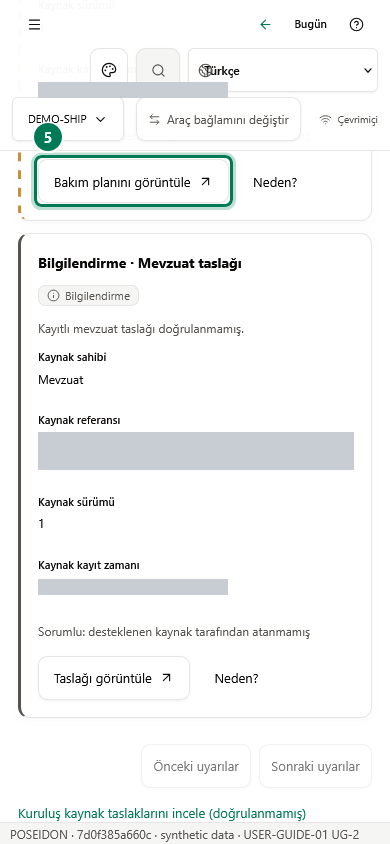 Bugün
Türkçe
DEMO-SHIP
Araç bağlamını değiştir
Çevrimiçi
5
Bakım planını görüntüle
Neden?
Bilgilendirme · Mevzuat taslağı
Bilgilendirme
Kayıtlı mevzuat taslağı doğrulanmamış.
Kaynak sahibi
Mevzuat
Kaynak referansı
Kaynak sürümü
1
Kaynak kayıt zamanı
Sorumlu: desteklenen kaynak tarafından atanmamış
Taslağı görüntüle
Neden?
Önceki uyarılar
Sonraki uyarılar
Kuruluş kaynak taslaklarını incele (doğrulanmamış)
POSEIDON · 7d0f385a660c · synthetic data · USER-GUIDE-01 UG-2